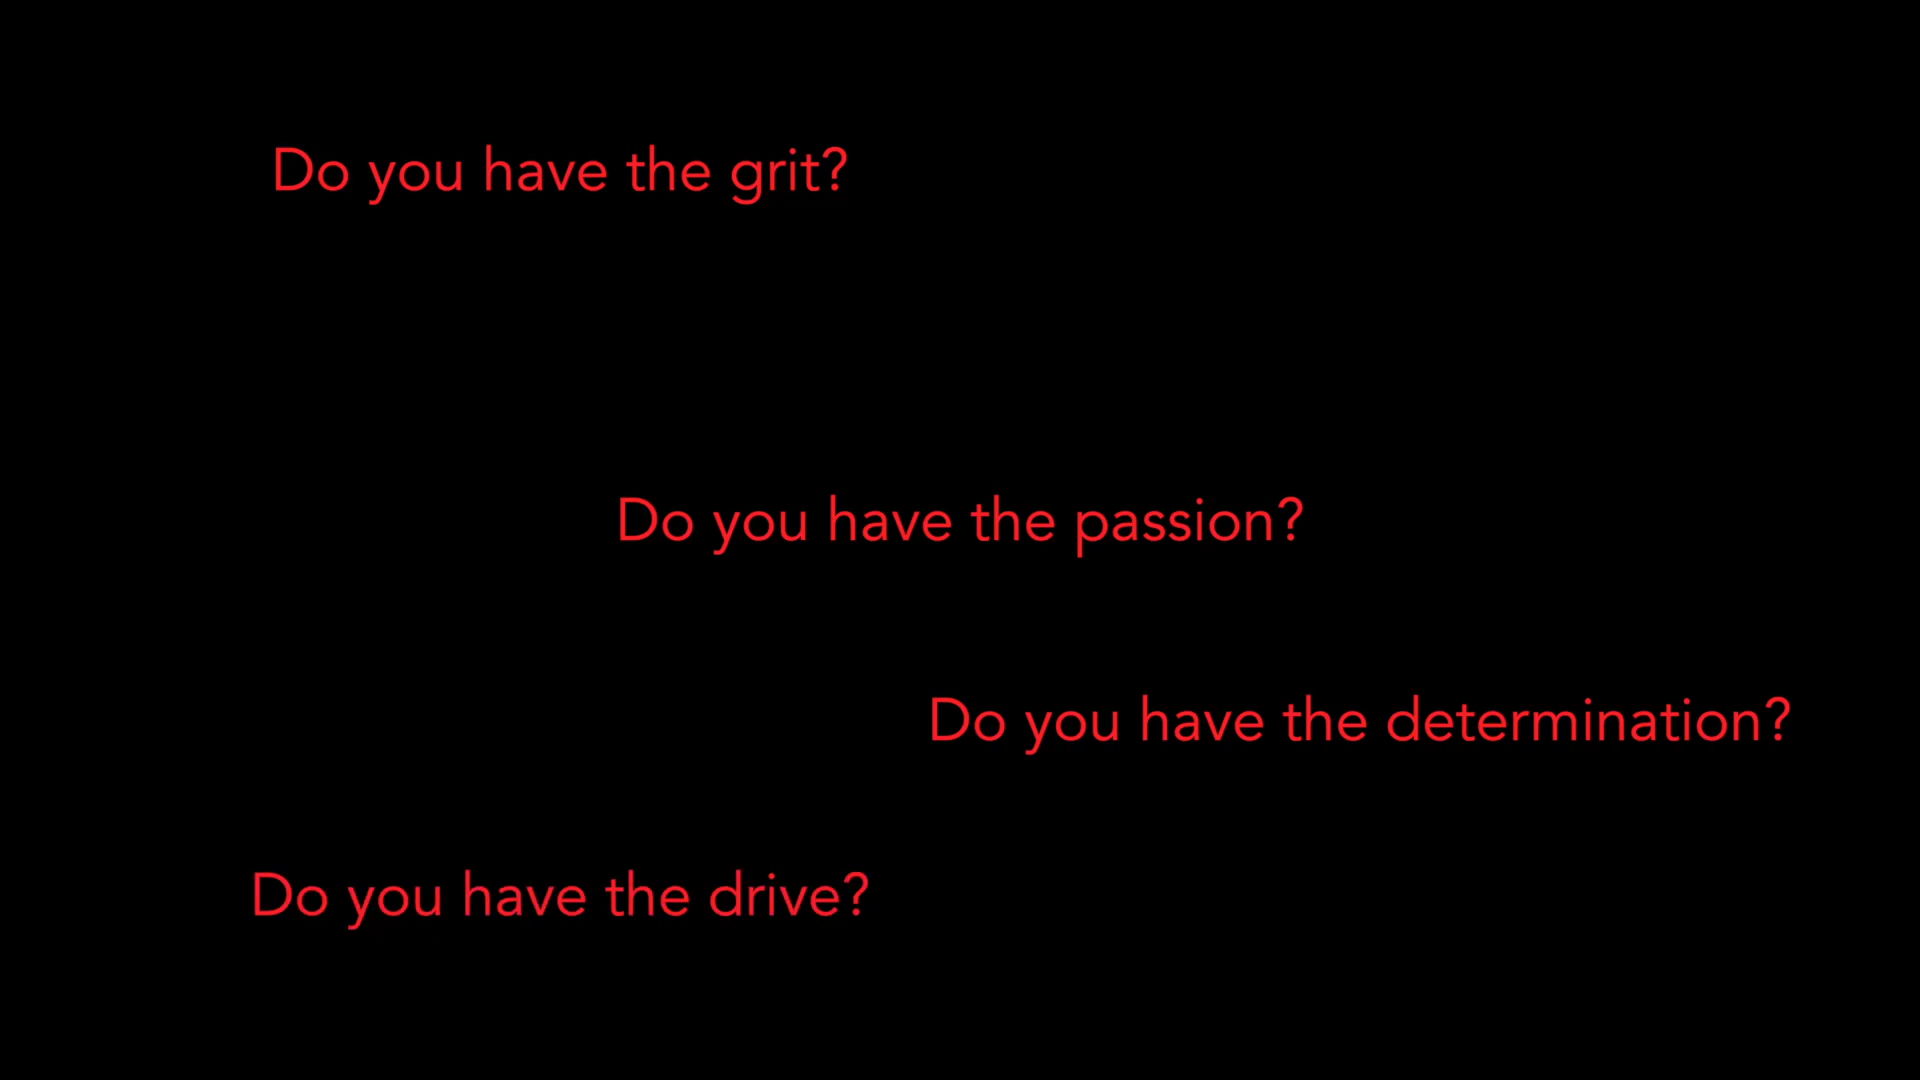 Do you have the grit?
Do you have the passion?
Do you have the determination?
Do you have the drive?